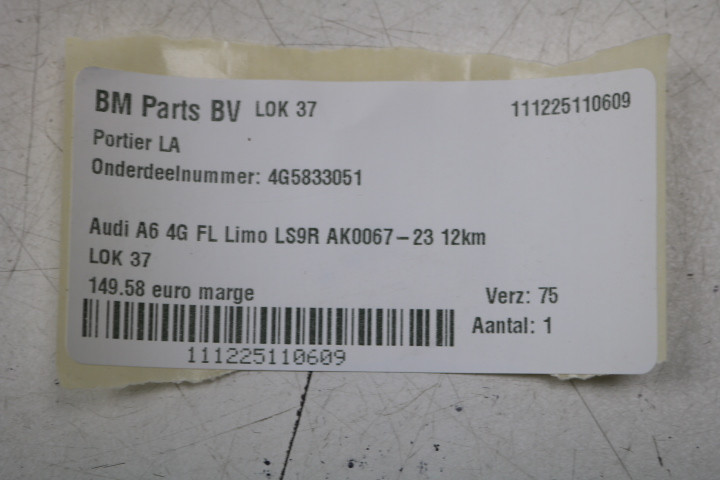 BM Parts BV LOK 37 111225110609
Portier LA
Onderdeelnummer: 4G5833051
Audi A6 4G FL Limo LS9R AK0067-23 12km
LOK 37
149.58 euro marge Verz: 75
Aantal: 1
111225110609